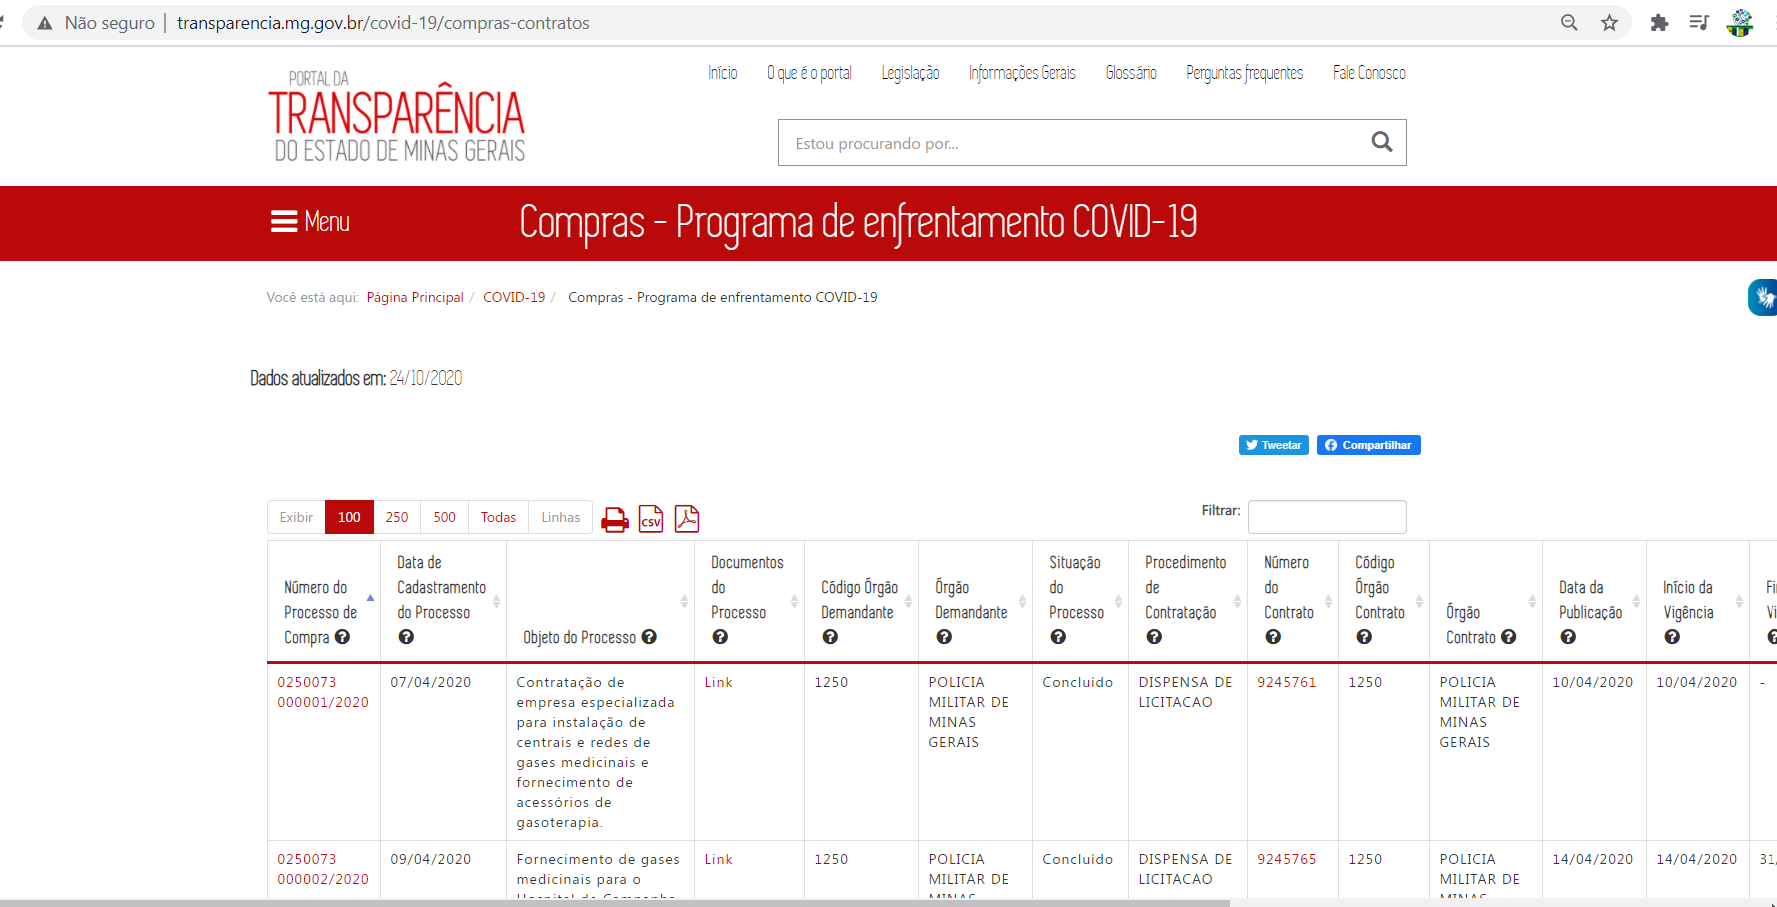 Não seguro | transparencia.mg.gov.br/covid-19/compras-contratos
PORTAL DA
TRANSPARÊNCIA
DO ESTADO DE MINAS GERAIS
Início O que é o portal Legislação Informações Gerais Glossário Perguntas frequentes Fale Conosco
Estou procurando por...
Menu
Compras - Programa de enfrentamento COVID-19
Você está aqui: Página Principal / COVID-19 / Compras - Programa de enfrentamento COVID-19
Dados atualizados em: 24/10/2020
Tweetar Compartilhar
Exibir 100 250 500 Todas Linhas CSV
Filtrar:
Número do
Processo de
Compra ?
Data de
Cadastramento
do Processo
?
Objeto do Processo ?
Documentos
do
Processo
?
Código Órgão
Demandante
?
Órgão
Demandante
?
Situação
do
Processo
?
Procedimento
de
Contratação
?
Número
do
Contrato
?
Código
Órgão
Contrato
?
Órgão
Contrato ?
Data da
Publicação
?
Início da
Vigência
?
0250073
000001/2020
07/04/2020
Contratação de
empresa especializada
para instalação de
centrais e redes de
gases medicinais e
fornecimento de
acessórios de
gasoterapia.
Link
1250
POLICIA
MILITAR DE
MINAS
GERAIS
Concluído
DISPENSA DE
LICITACAO
9245761
1250
POLICIA
MILITAR DE
MINAS
GERAIS
10/04/2020
10/04/2020
-
0250073
000002/2020
09/04/2020
Fornecimento de gases
medicinais para o
Hospital de Campanha
Link
1250
POLICIA
MILITAR DE
MINAS
Concluído
DISPENSA DE
LICITACAO
9245765
1250
POLICIA
MILITAR DE
MINAS
14/04/2020
14/04/2020
31/